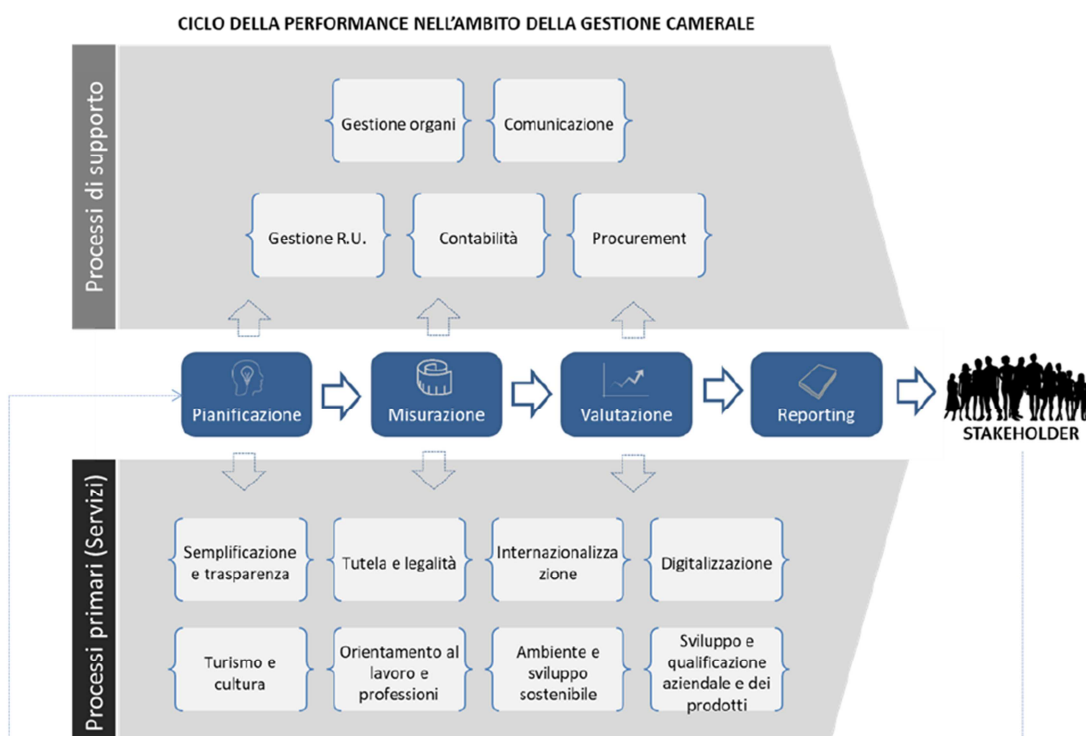 CICLO DELLA PERFORMANCE NELL'AMBITO DELLA GESTIONE CAMERALE
Processi di supporto
Gestione organi
Comunicazione
Gestione R.U.
Contabilità
Procurement
Pianificazione
Misurazione
Valutazione
Reporting
STAKEHOLDER
Processi primari (Servizi)
Semplificazione
e trasparenza
Tutela e legalità
Internazionalizza
zione
Digitalizzazione
Turismo e
cultura
Orientamento al
lavoro e
professioni
Ambiente e
sviluppo
sostenibile
Sviluppo e
qualificazione
aziendale e dei
prodotti